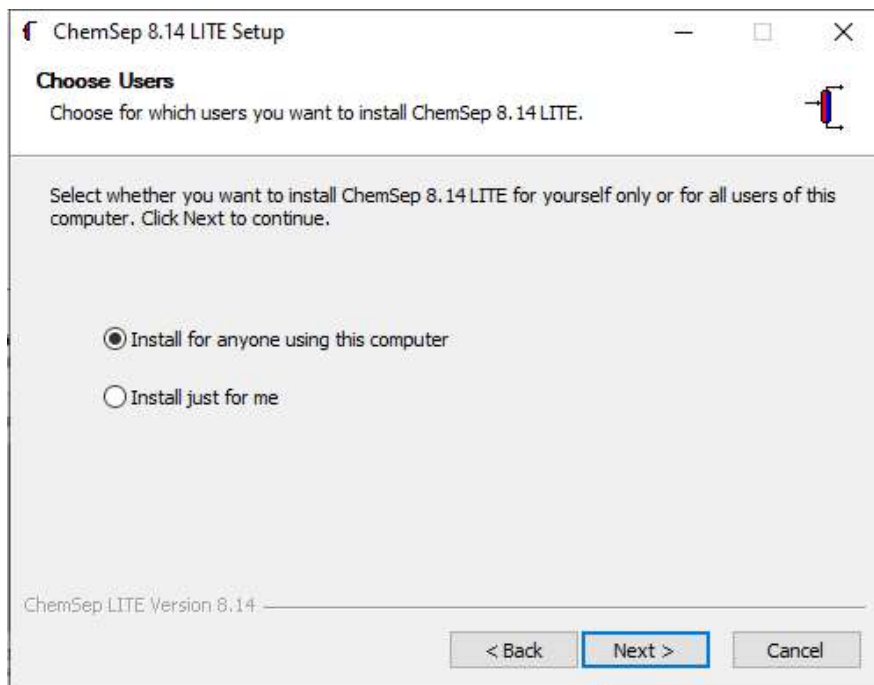 ChemSep 8.14 LITE Setup
Choose Users
Choose for which users you want to install ChemSep 8.14 LITE.
Select whether you want to install ChemSep 8.14 LITE for yourself only or for all users of this
computer. Click Next to continue.
Install for anyone using this computer
Install just for me
ChemSep LITE Version 8.14
< Back Next > Cancel